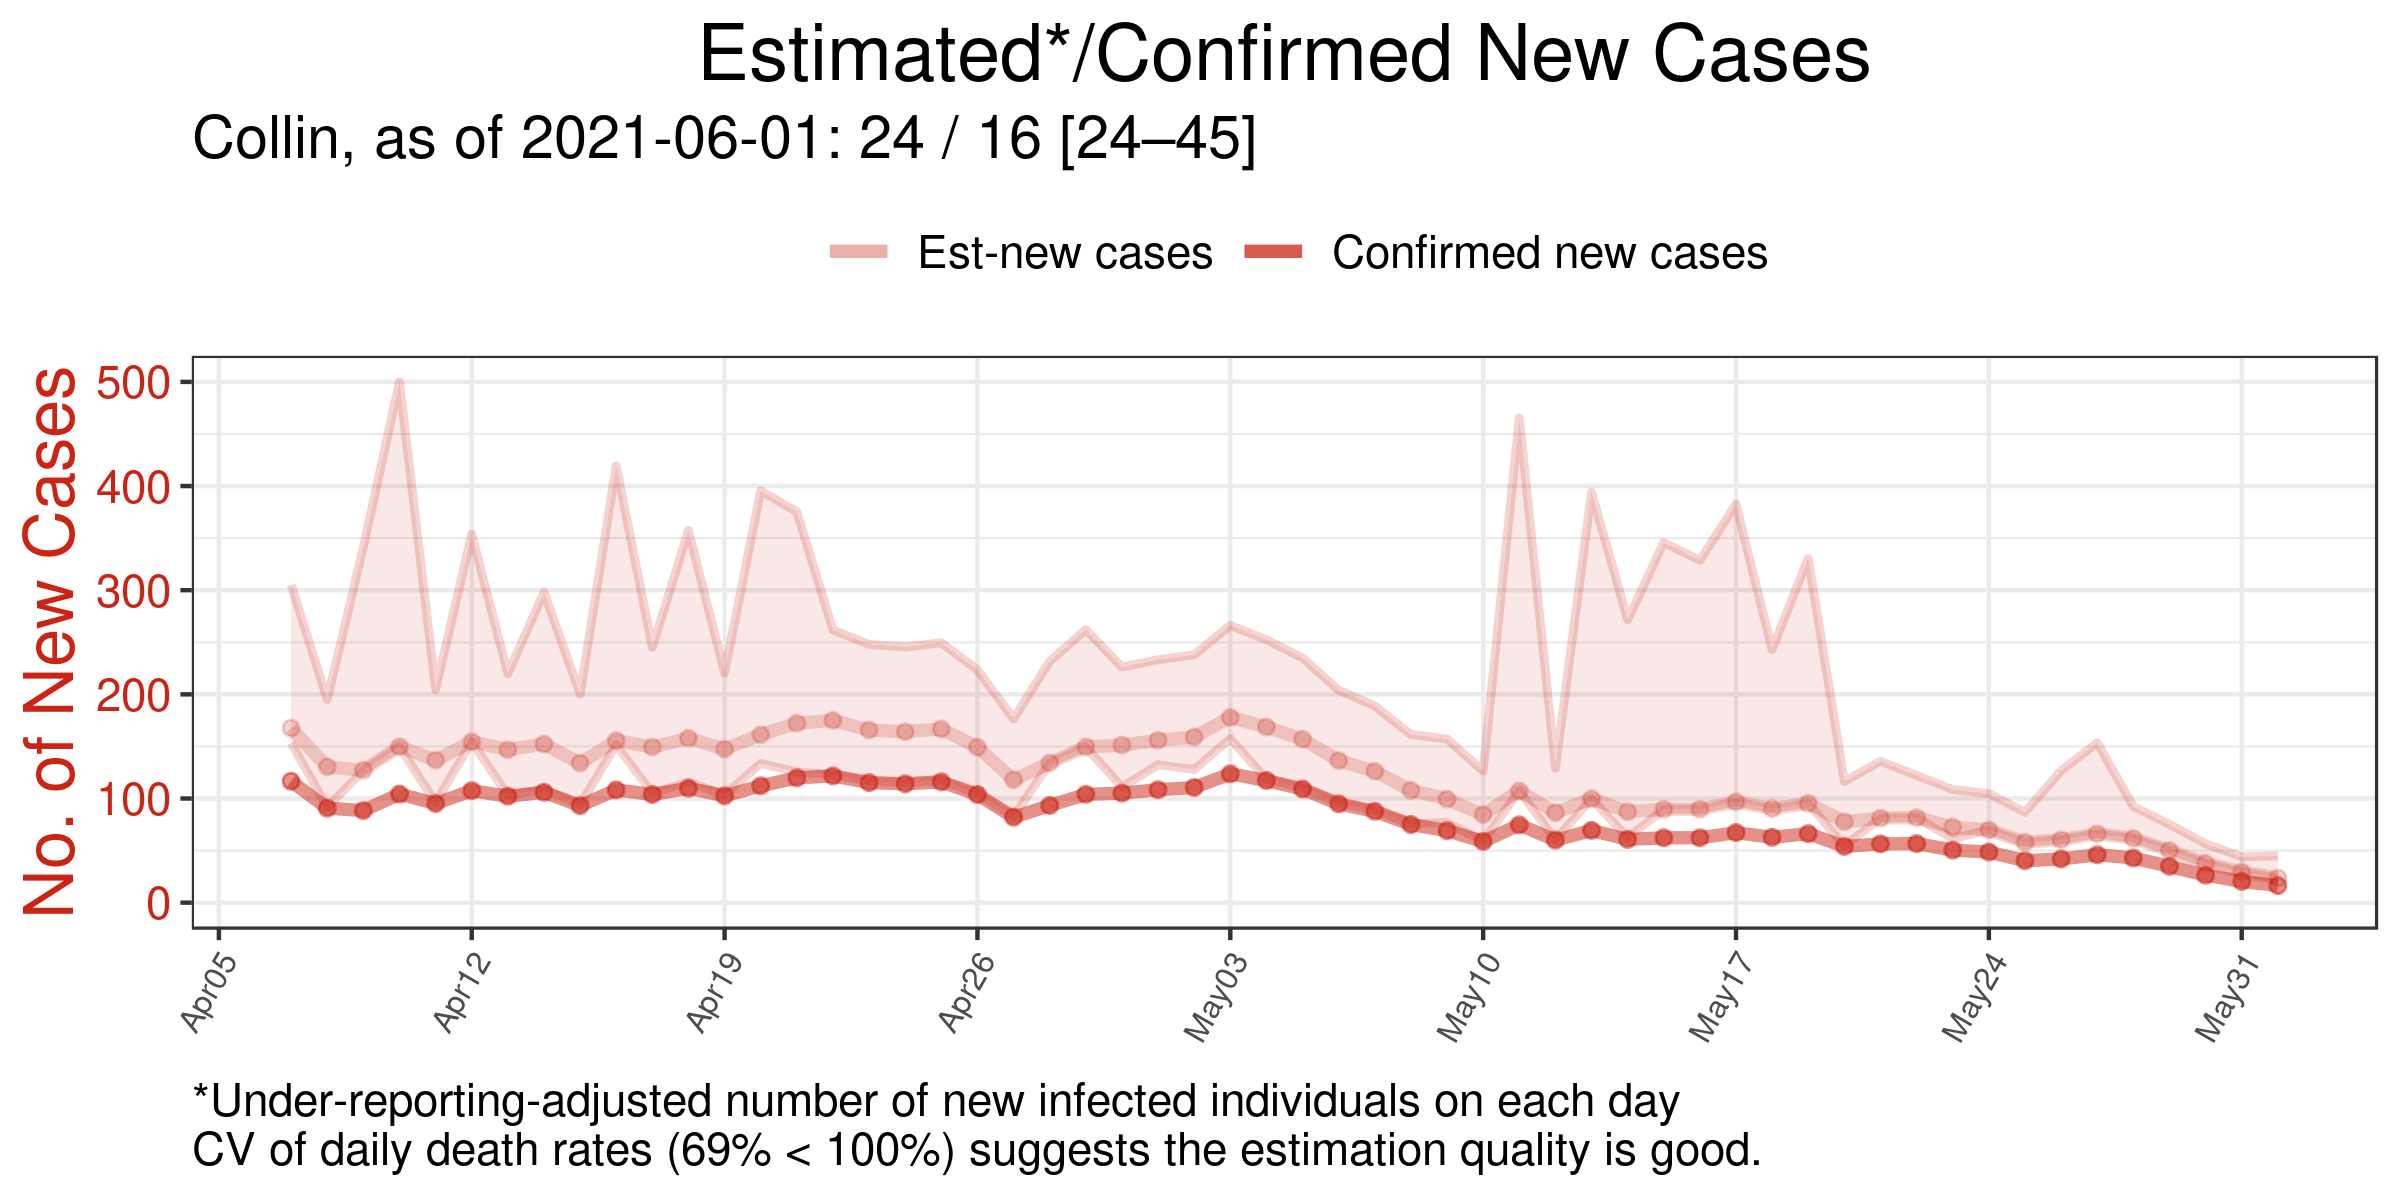 Estimated*/Confirmed New Cases
Collin, as of 2021-06-01: 24 / 16 [24–45]
Est-new cases
Confirmed new cases
No. of New Cases
500
400
300
200
100
0
Apr05
Apr12
Apr19
Apr26
May03
May10
May17
May24
May31
*Under-reporting-adjusted number of new infected individuals on each day
CV of daily death rates (69% < 100%) suggests the estimation quality is good.